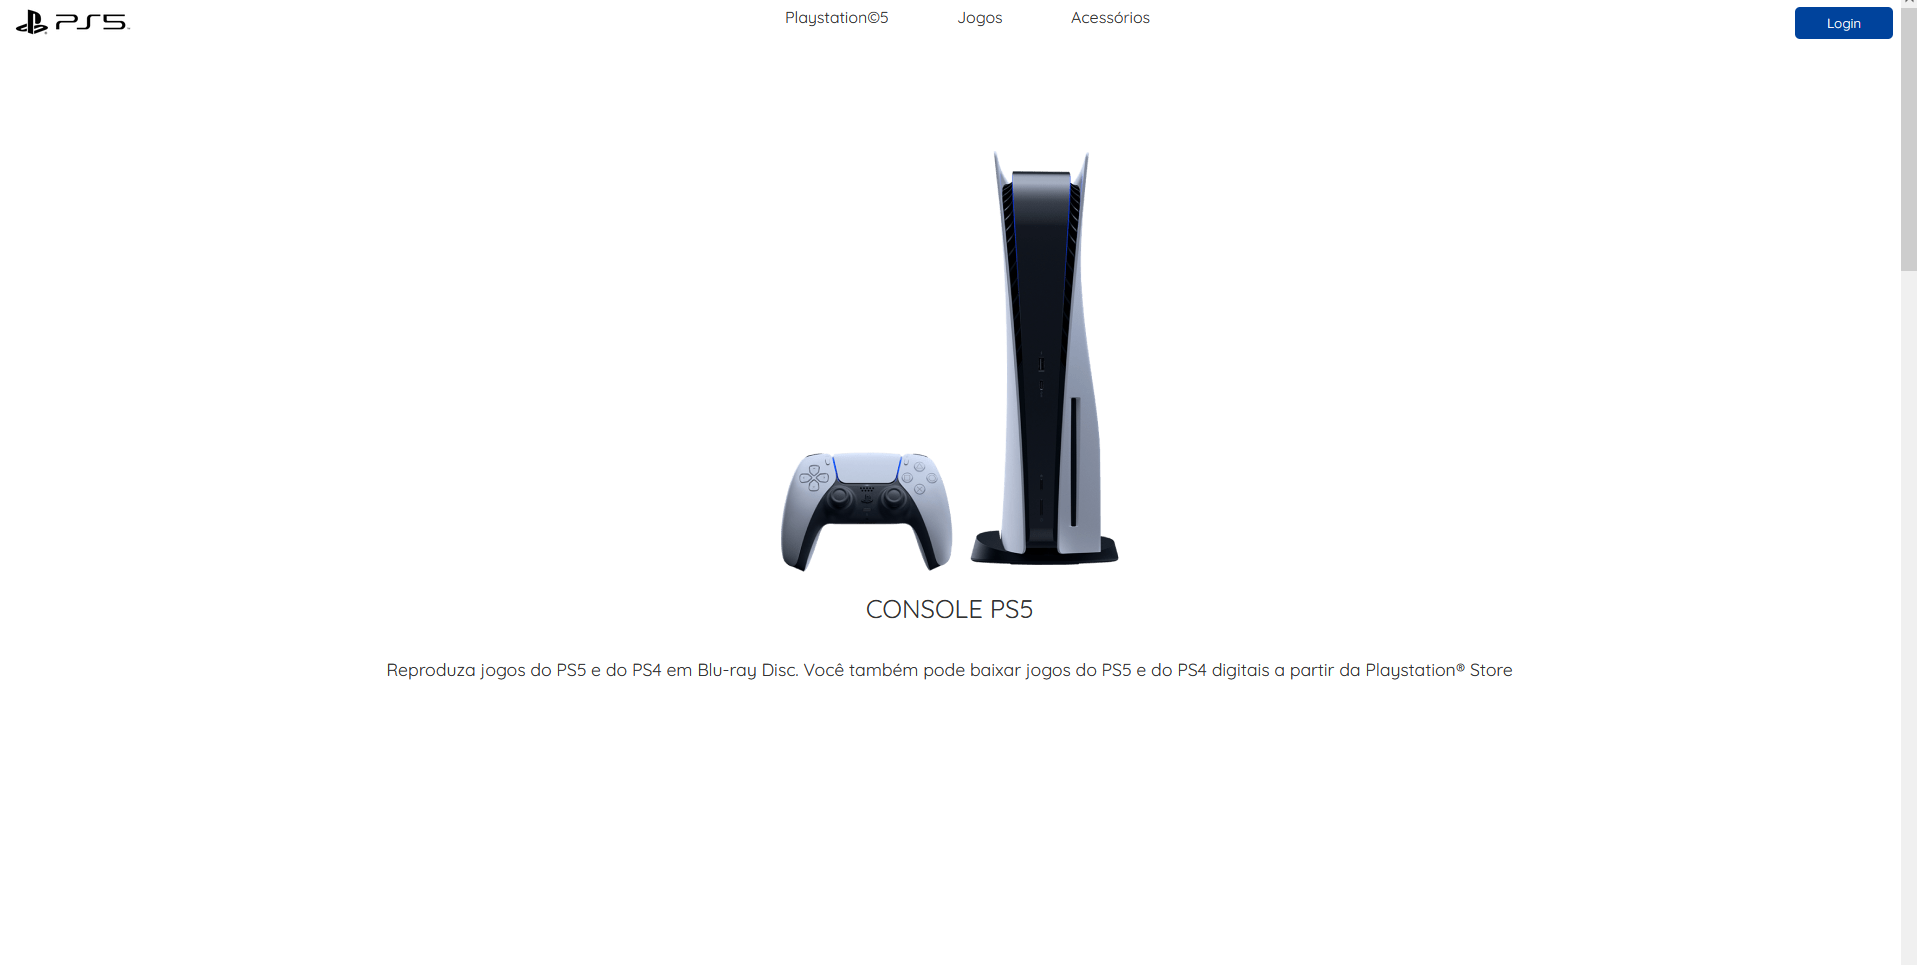 PS5
Playstation©5
Jogos
Acessórios
Login
CONSOLE PS5
Reproduza jogos do PS5 e do PS4 em Blu-ray Disc. Você também pode baixar jogos do PS5 e do PS4 digitais a partir da Playstation® Store